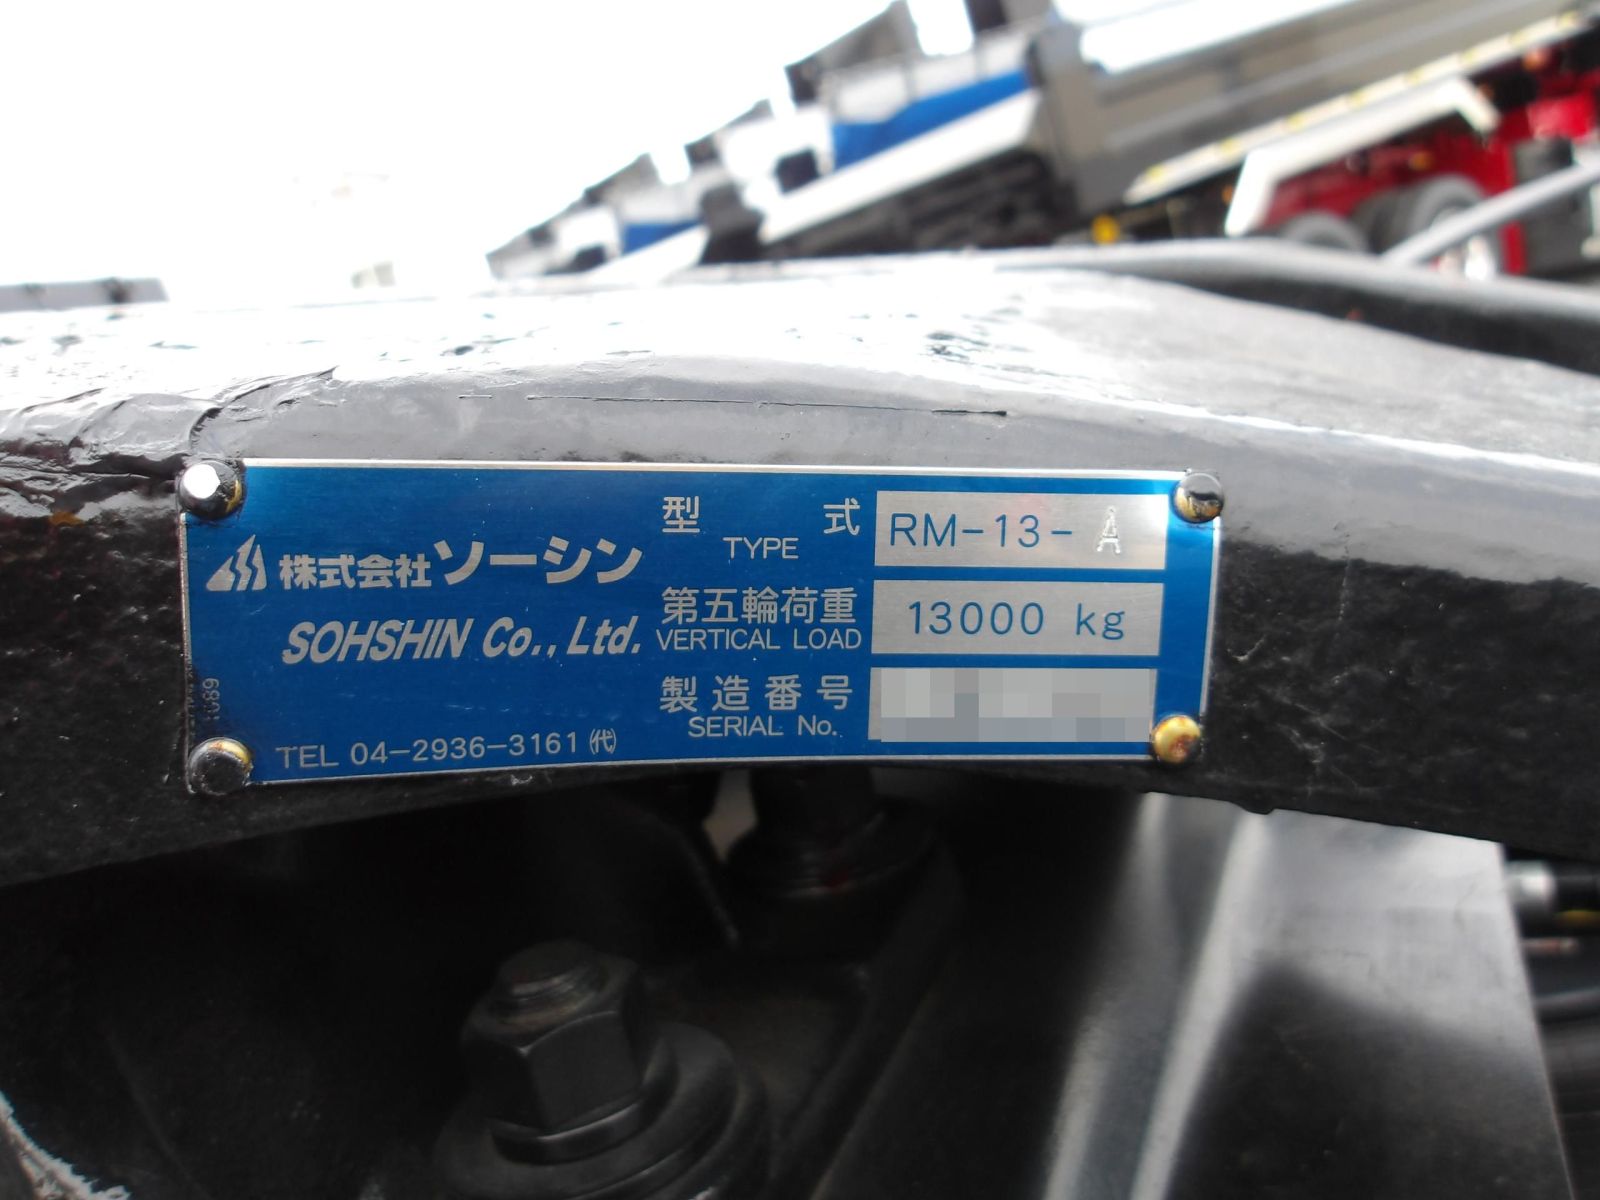 株式会社ソーシン
SOHSHIN Co., Ltd.
TEL 04-2936-3161 ㈹
型 式 RM-13- A
TYPE
第五輪荷重 13000 kg
VERTICAL LOAD
製造番号
SERIAL No.